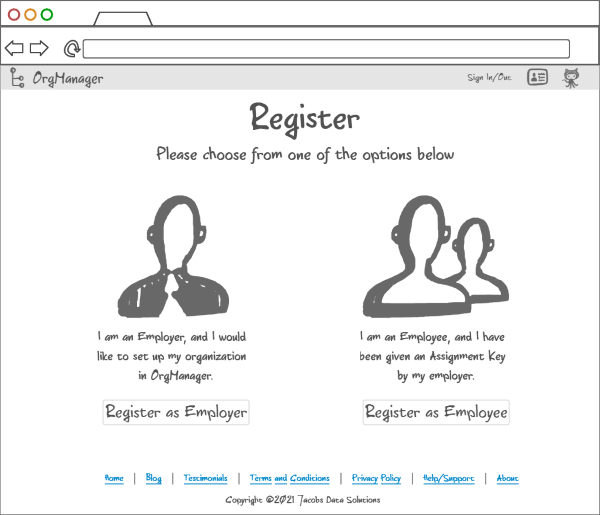 OrgManager
Sign In/Out
Register
Please choose from one of the options below
I am an Employer, and I would
like to set up my organization
in OrgManager.
I am an Employee, and I have
been given an Assignment Key
by my employer.
Register as Employer
Register as Employee
Home | Blog | Testimonials | Terms and Conditions | Privacy Policy | Help/Support | About
Copyright ©2021 Jacobs Data Solutions